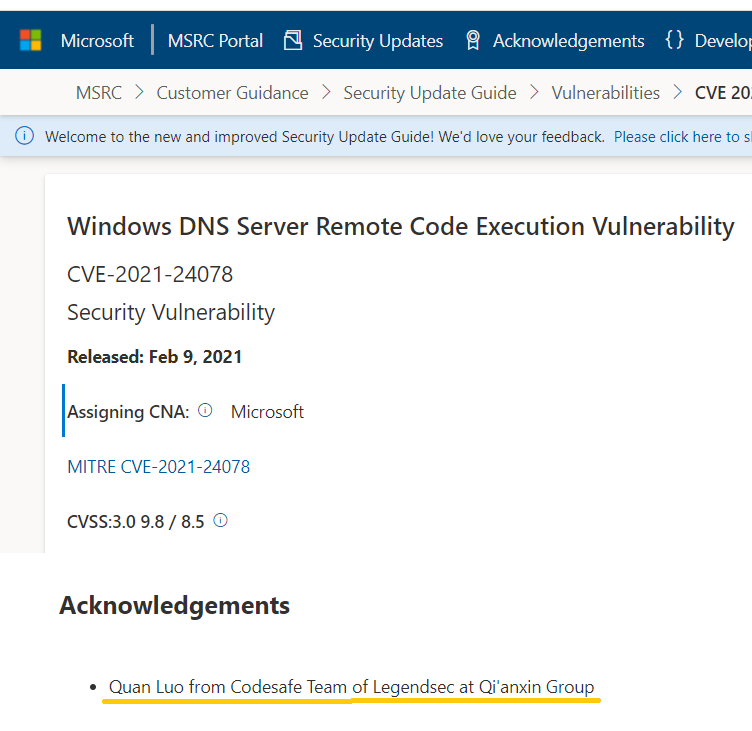 Microsoft MSRC Portal Security Updates Acknowledgements Develop
MSRC > Customer Guidance > Security Update Guide > Vulnerabilities > CVE 202
Welcome to the new and improved Security Update Guide! We'd love your feedback. Please click here to s
Windows DNS Server Remote Code Execution Vulnerability
CVE-2021-24078
Security Vulnerability
Released: Feb 9, 2021
Assigning CNA: Microsoft
MITRE CVE-2021-24078
CVSS:3.0 9.8 / 8.5
Acknowledgements
• Quan Luo from Codesafe Team of Legendsec at Qi'anxin Group